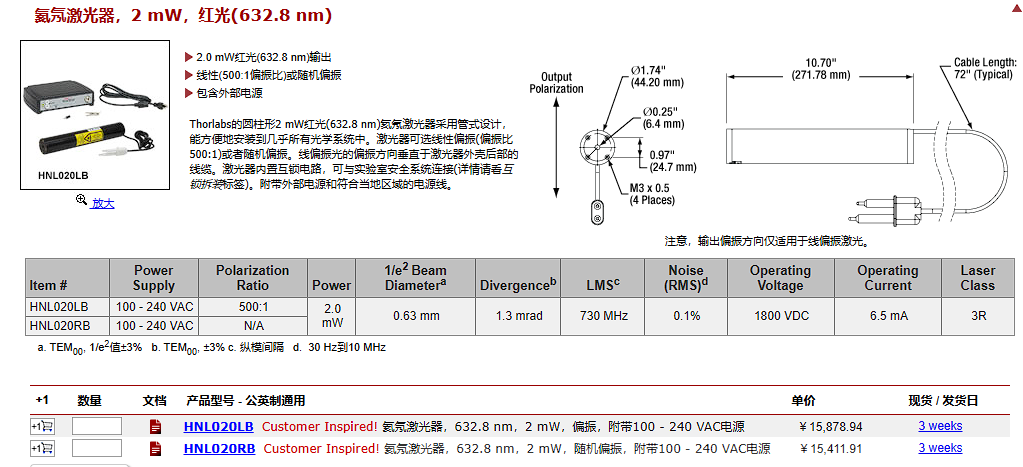 氦氖激光器，2 mW，红光(632.8 nm)
2.0 mW红光(632.8 nm)输出
线性(500:1偏振比)或随机偏振
包含外部电源
Thorlabs的圆柱形2 mW红光(632.8 nm)氦氖激光器采用管式设计，
能方便地安装到几乎所有光学系统中。激光器可选线性偏振(偏振比
500:1)或者随机偏振。线偏振光的偏振方向垂直于激光器外壳后部的
线缆。激光器内置互锁电路，可与实验室安全系统连接(详情请看互
锁拆装标签)。附带外部电源和符合当地区域的电源线。
HNL020LB
放大
Output
Polarization
Ø1.74"
(44.20 mm)
Ø0.25"
(6.4 mm)
0.97"
(24.7 mm)
M3 x 0.5
(4 Places)
10.70"
(271.78 mm)
Cable Length:
72" (Typical)
注意，输出偏振方向仅适用于线偏振激光。
Item # Power Supply Polarization Ratio Power 1/e2 Beam Diametera Divergenceb LMSc Noise (RMS)d Operating Voltage Operating Current Laser Class
HNL020LB 100 - 240 VAC 500:1 2.0 mW 0.63 mm 1.3 mrad 730 MHz 0.1% 1800 VDC 6.5 mA 3R
HNL020RB 100 - 240 VAC N/A
a. TEM00, 1/e2值±3% b. TEM00, ±3% c. 纵模间隔 d. 30 Hz到10 MHz
+1 数量 文档 产品型号 - 公英制通用 单价 现货 / 发货日
+1 HNL020LB Customer Inspired! 氦氖激光器，632.8 nm，2 mW，偏振，附带100 - 240 VAC电源 ￥15,878.94 3 weeks
+1 HNL020RB Customer Inspired! 氦氖激光器，632.8 nm，2 mW，随机偏振，附带100 - 240 VAC电源 ￥15,411.91 3 weeks